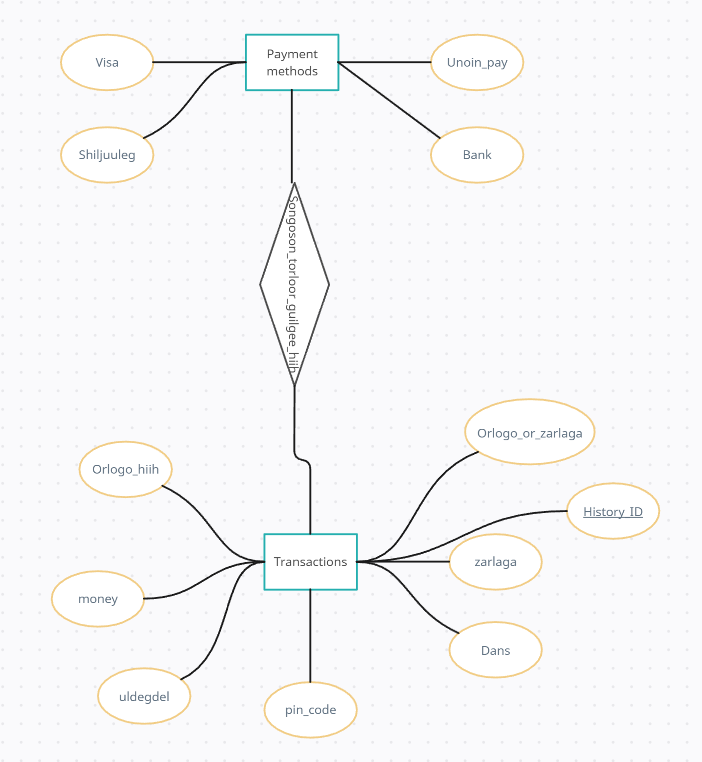 Payment
methods
Visa
Unoin_pay
Shiljuuleg
Bank
Songoson_torloor_guilgee_hiih
Orlogo_or_zarlaga
Orlogo_hiih
History_ID
Transactions
zarlaga
money
Dans
uldegdel
pin_code